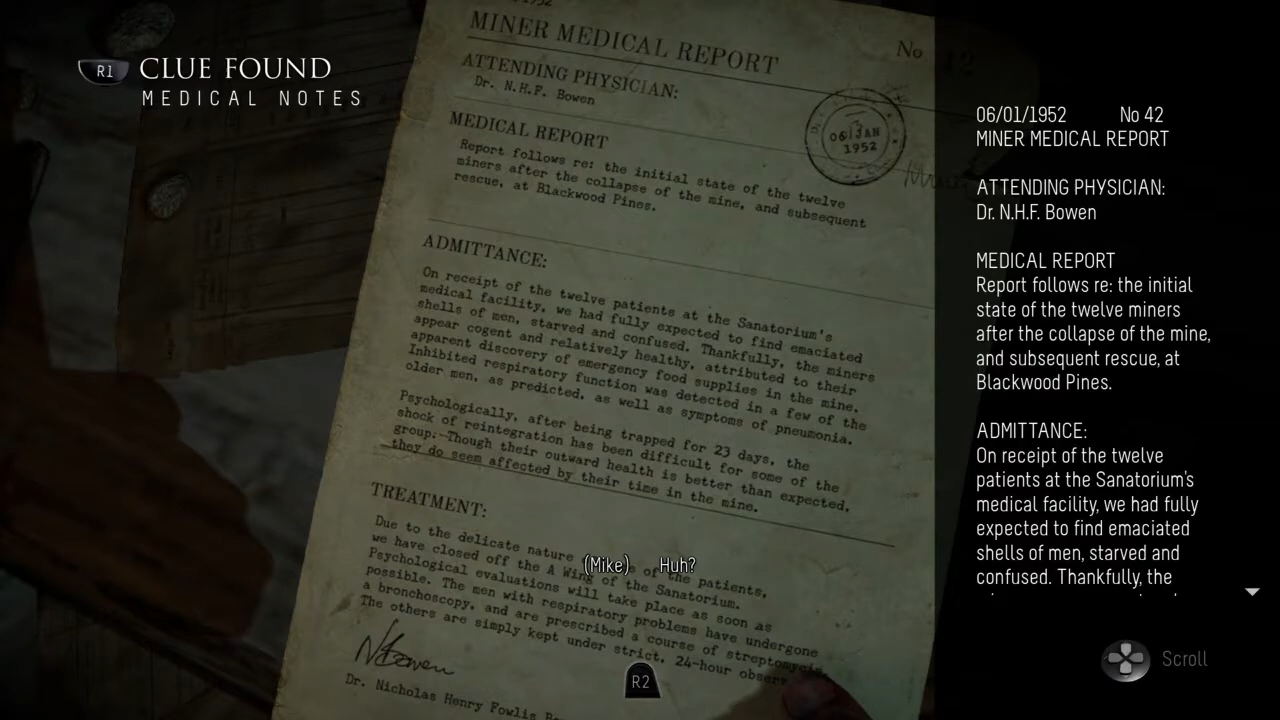 1952
MINER MEDICAL REPORT
No 42
ATTENDING PHYSICIAN:
Dr. N.H.F. Bowen
06 JAN
1952
MEDICAL REPORT
Report follows re: the initial state of the twelve
miners after the collapse of the mine, and subsequent
rescue, at Blackwood Pines.
ADMITTANCE:
On receipt of the twelve patients at the Sanatorium's
medical facility, we had fully expected to find emaciated
shells of men, starved and confused. Thankfully, the miners
appear cogent and relatively healthy, attributed to their
apparent discovery of emergency food supplies in the mine.
Inhibited respiratory function was detected in a few of the
older men, as predicted, as well as symptoms of pneumonia.
Psychologically, after being trapped for 23 days, the
shock of reintegration has been difficult for some of the
group. Though their outward health is better than expected,
they do seem affected by their time in the mine.
TREATMENT:
Due to the delicate nature of the patients,
we have closed off the A Wing of the Sanatorium.
Psychological evaluations will take place as soon as
possible. The men with respiratory problems have undergone
a bronchoscopy, and are prescribed a course of streptomycin.
The others are simply kept under strict, 24-hour
NBowen
Dr. Nicholas Henry Fowlis
R1 CLUE FOUND
MEDICAL NOTES
(Mike) Huh?
R2
06/01/1952 No 42
MINER MEDICAL REPORT
ATTENDING PHYSICIAN:
Dr. N.H.F. Bowen
MEDICAL REPORT
Report follows re: the initial
state of the twelve miners
after the collapse of the mine,
and subsequent rescue, at
Blackwood Pines.
ADMITTANCE:
On receipt of the twelve
patients at the Sanatorium's
medical facility, we had fully
expected to find emaciated
shells of men, starved and
confused. Thankfully, the
Scroll